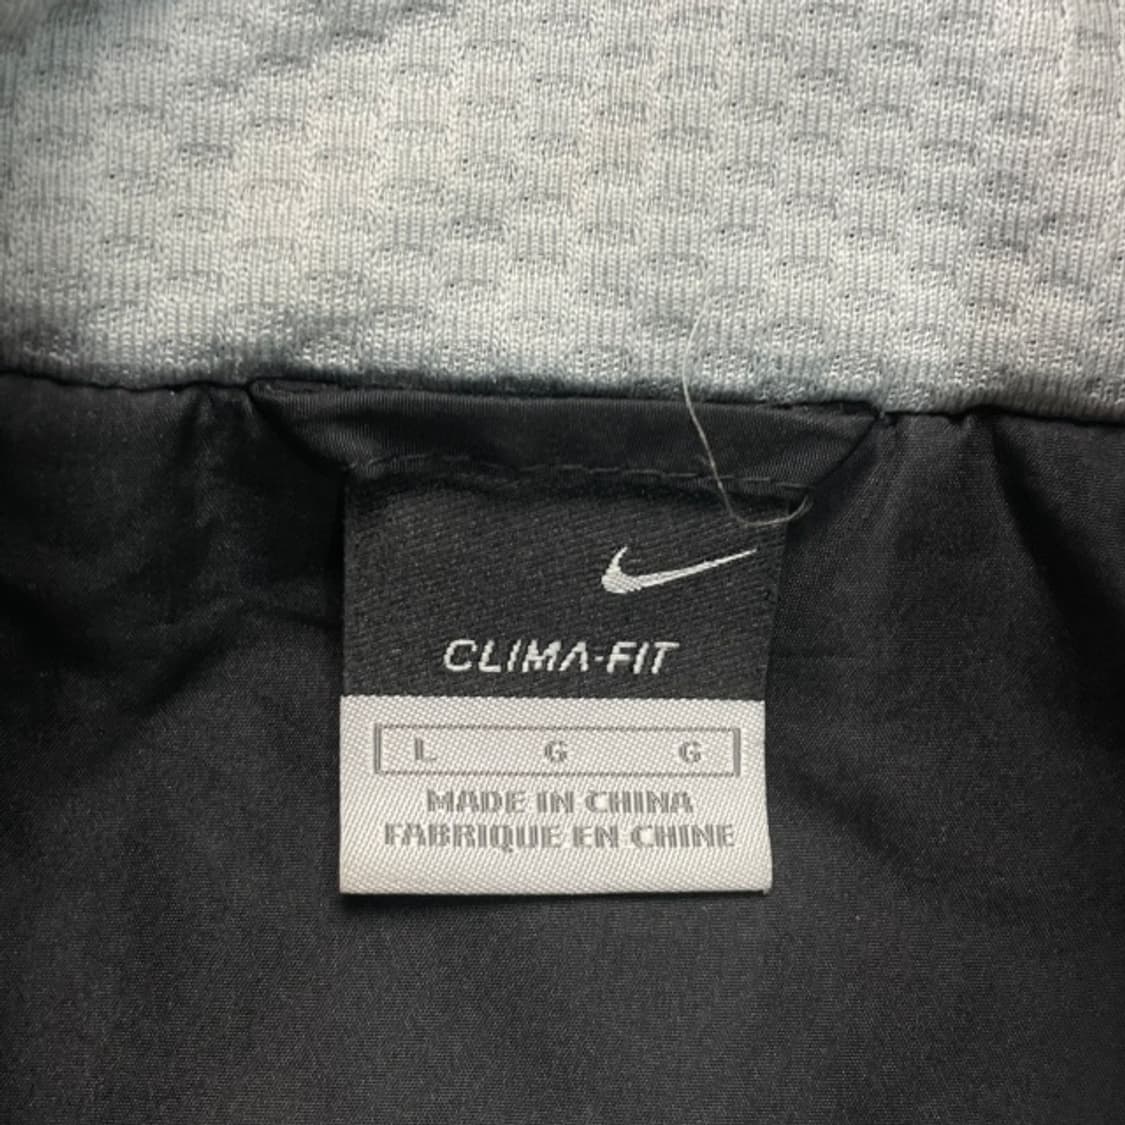 CLIMA-FIT
L G G
MADE IN CHINA
FABRIQUE EN CHINE